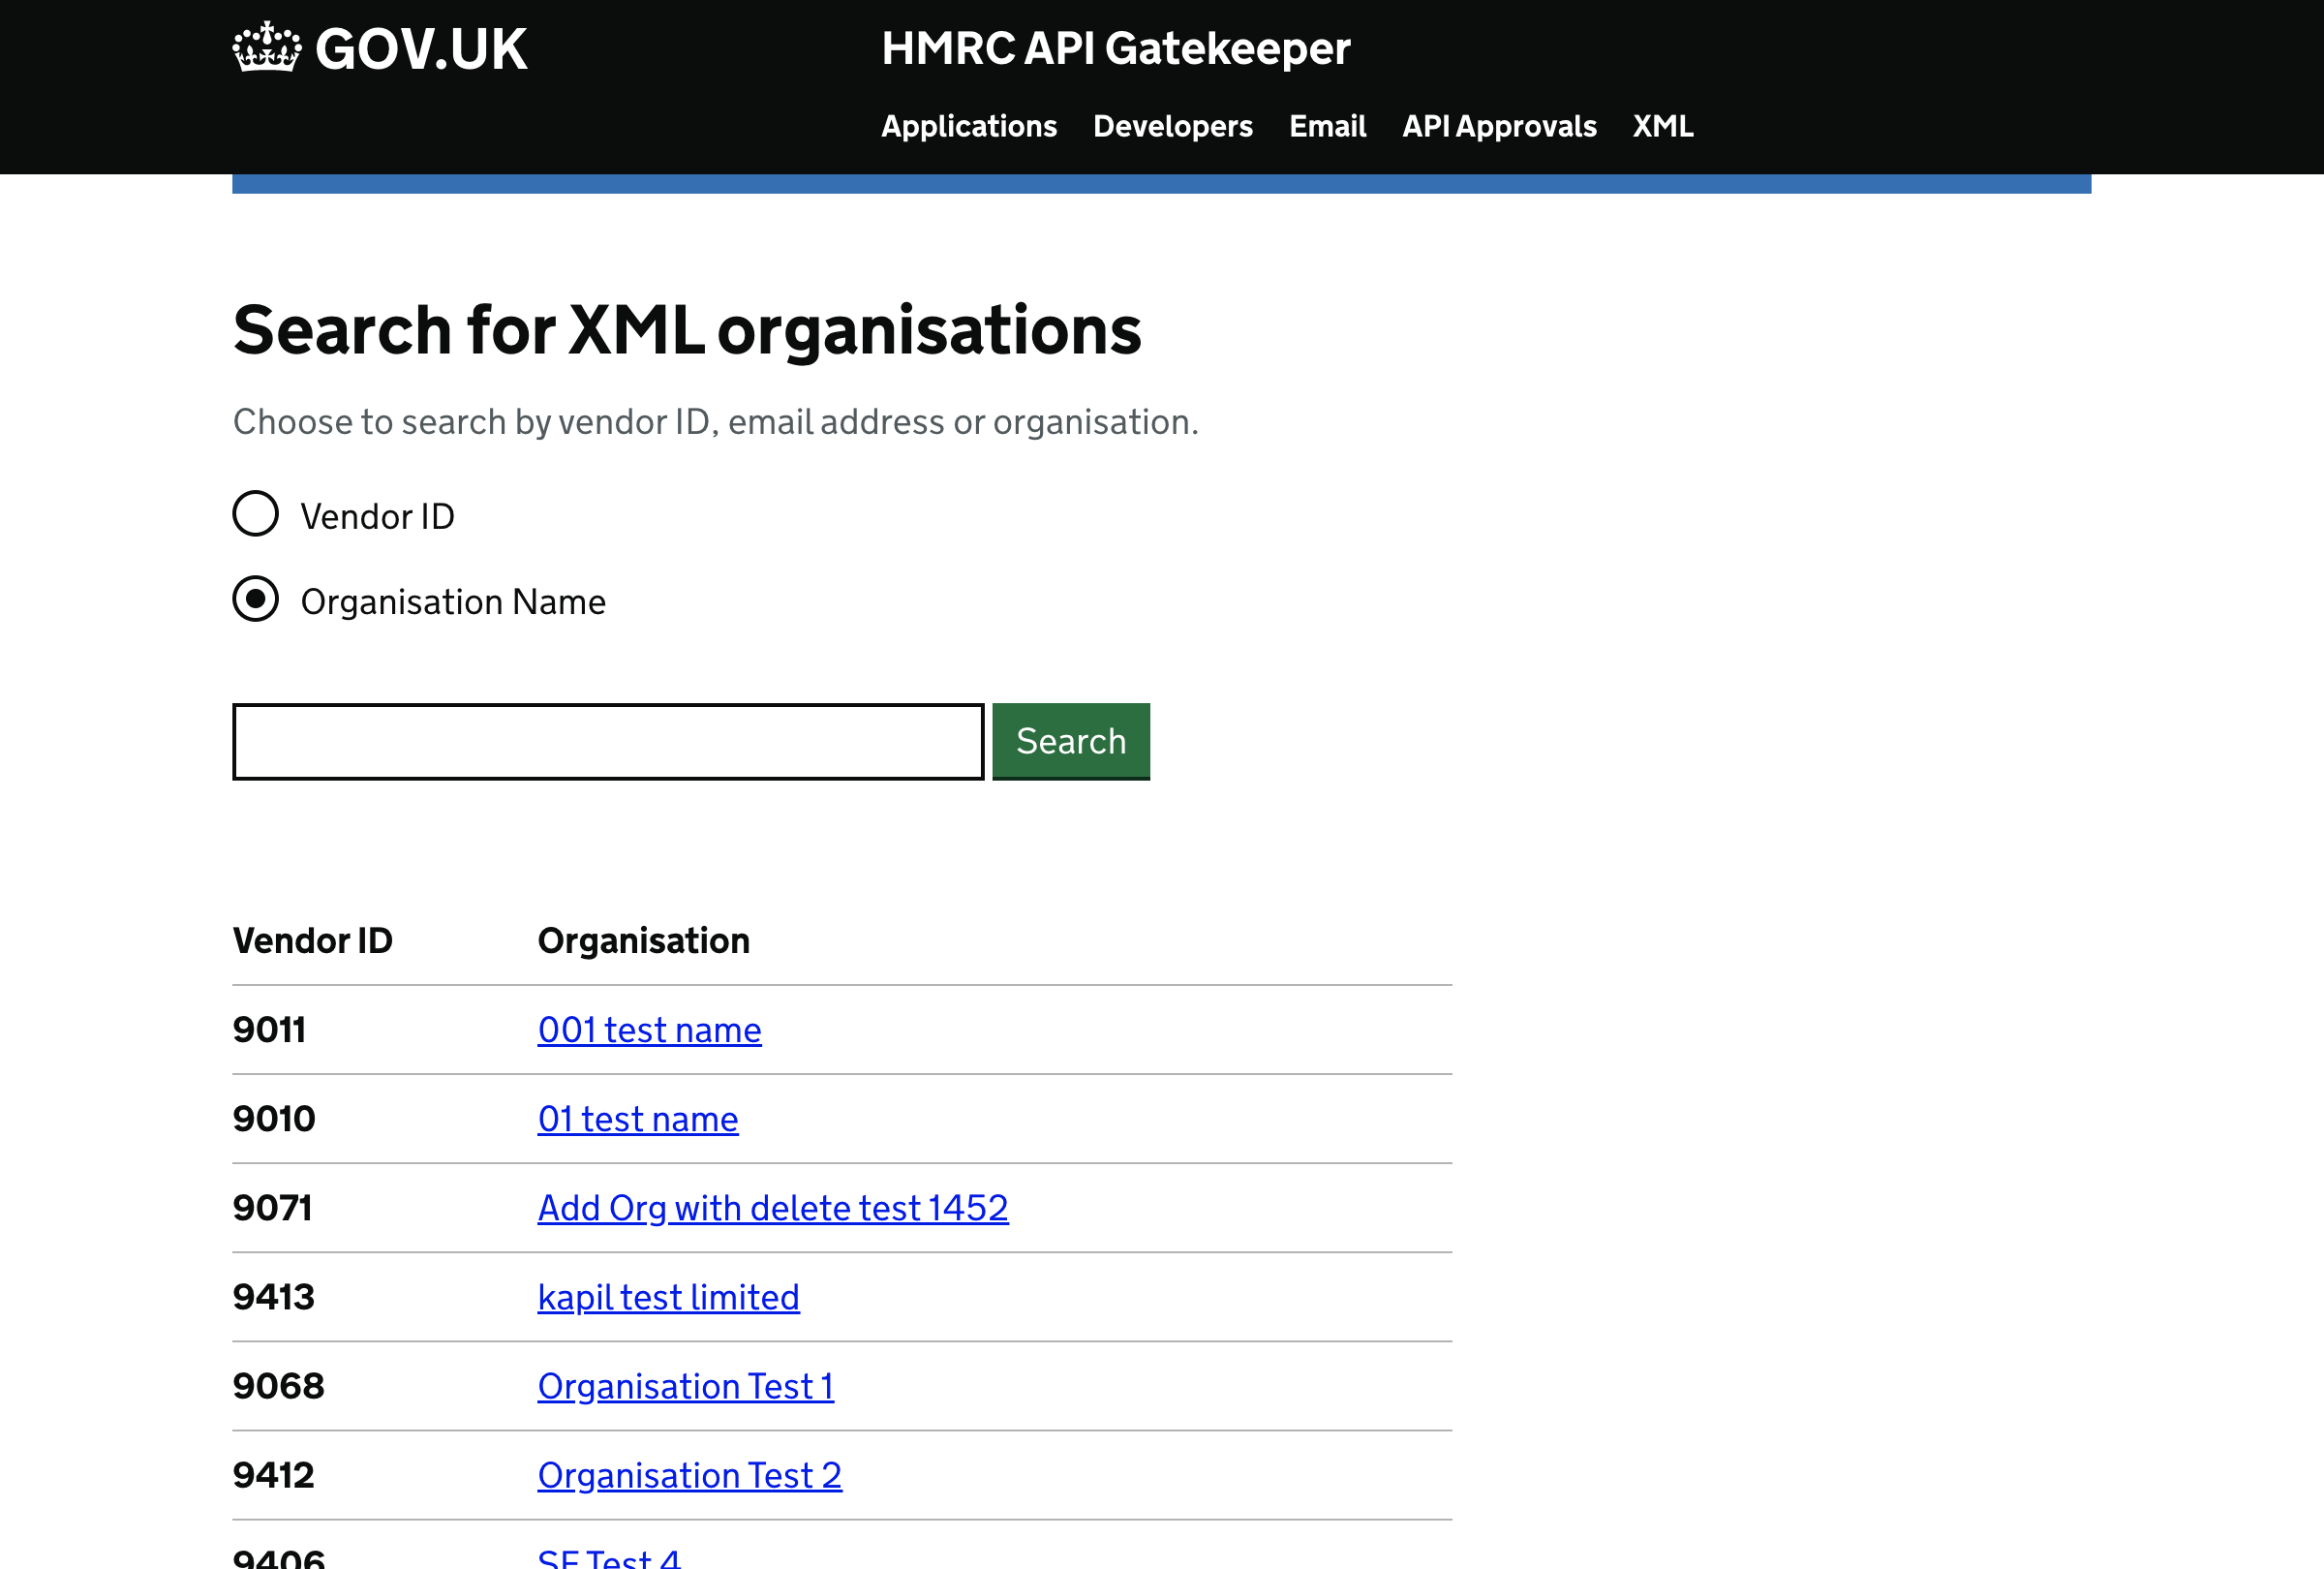 GOV.UK
HMRC API Gatekeeper
Applications Developers Email API Approvals XML
Search for XML organisations
Choose to search by vendor ID, email address or organisation.
Vendor ID
Organisation Name
Search
Vendor ID Organisation
9011 001 test name
9010 01 test name
9071 Add Org with delete test 1452
9413 kapil test limited
9068 Organisation Test 1
9412 Organisation Test 2
9406 SF Test 4